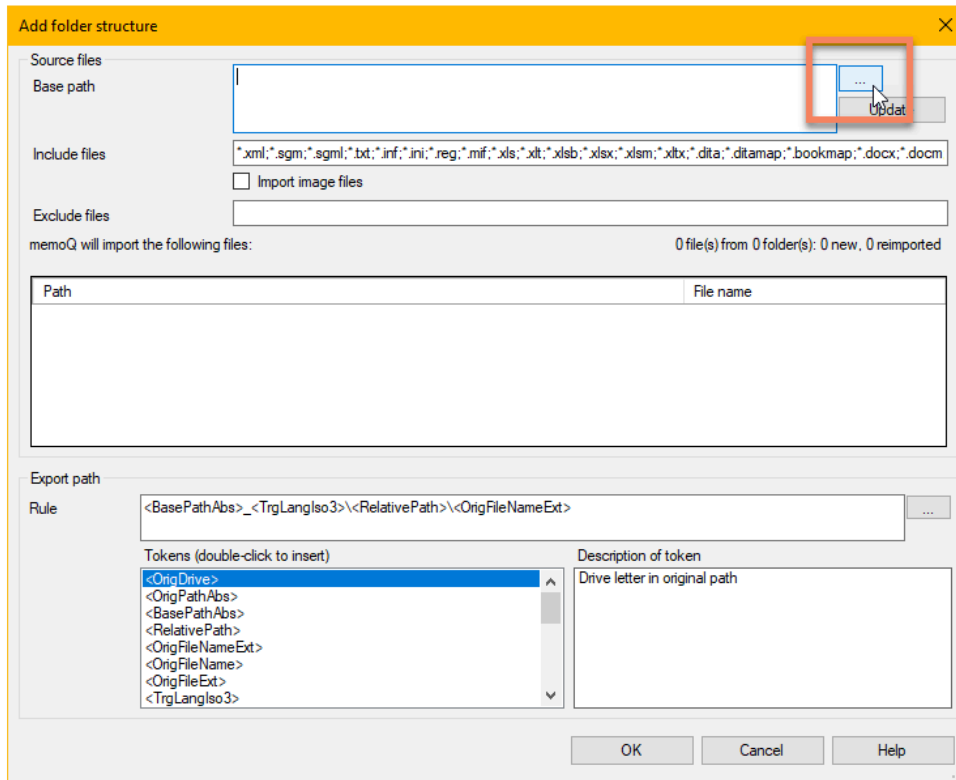 Add folder structure
Source files
Base path
...
Update
Include files
*.xml;*.sgm;*.sgml;*.txt;*.inf;*.ini;*.reg;*.mif;*.xls;*.xlt;*.xlsb;*.xlsx;*.xlsm;*.xltx;*.dita;*.ditamap;*.bookmap;*.docx;*.docm
Import image files
Exclude files
memoQ will import the following files:
0 file(s) from 0 folder(s): 0 new, 0 reimported
Path
File name
Export path
Rule
<BasePathAbs>_<TrgLangIso3>\<RelativePath>\<OrigFileNameExt>
...
Tokens (double-click to insert)
<OrigDrive>
<OrigPathAbs>
<BasePathAbs>
<RelativePath>
<OrigFileNameExt>
<OrigFileName>
<OrigFileExt>
<TrgLangIso3>
Description of token
Drive letter in original path
OK
Cancel
Help